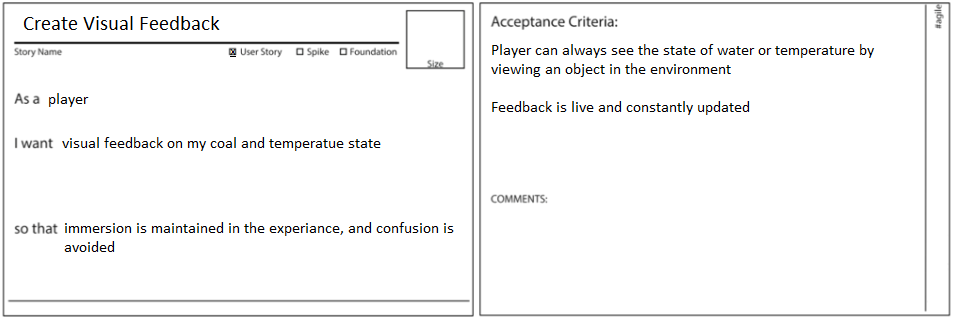 Create Visual Feedback
Story Name
User Story
Spike
Foundation
Size
As a player
I want visual feedback on my coal and temperatue state
so that immersion is maintained in the experiance, and confusion is
avoided
Acceptance Criteria:
#agile
Player can always see the state of water or temperature by
viewing an object in the environment
Feedback is live and constantly updated
COMMENTS: